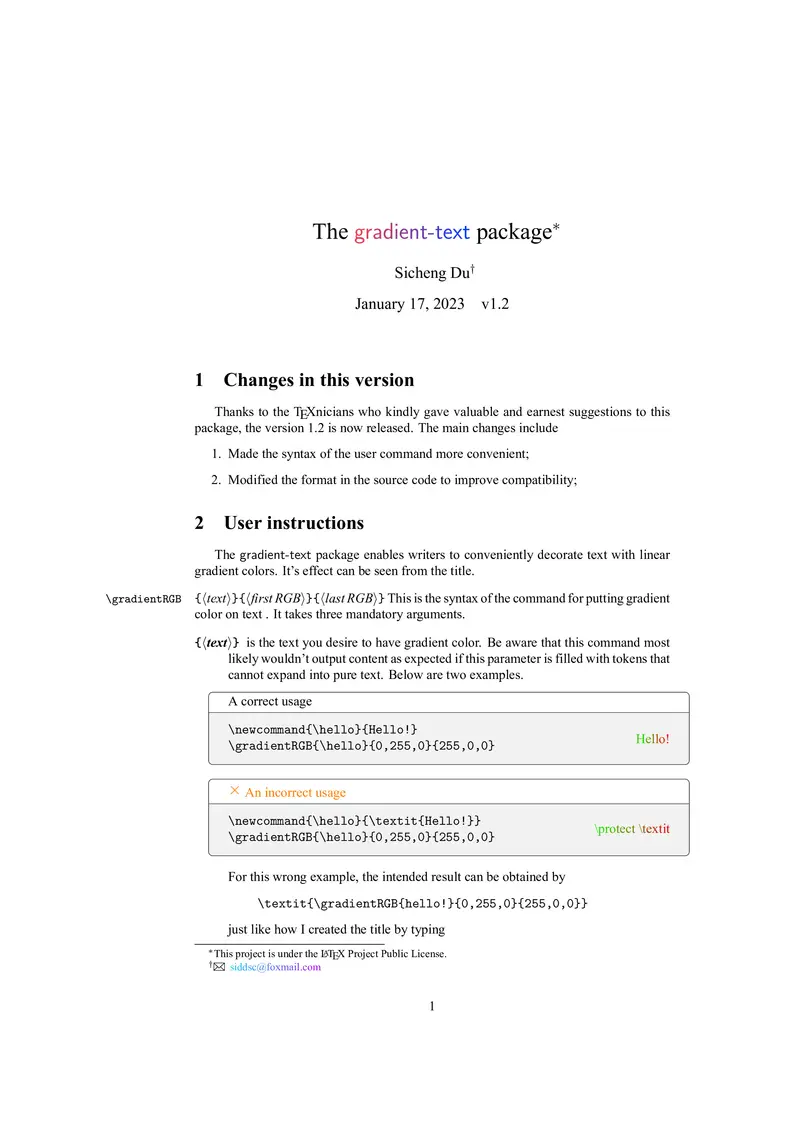 The gradient-text package*
Sicheng Du†
January 17, 2023 v1.2
1 Changes in this version
Thanks to the TEXnicians who kindly gave valuable and earnest suggestions to this
package, the version 1.2 is now released. The main changes include
1. Made the syntax of the user command more convenient;
2. Modified the format in the source code to improve compatibility;
2 User instructions
The gradient-text package enables writers to conveniently decorate text with linear
gradient colors. It's effect can be seen from the title.
\gradientRGB {⟨text⟩}{⟨first RGB⟩}{⟨last RGB⟩} This is the syntax of the command for putting gradient
color on text . It takes three mandatory arguments.
{⟨text⟩} is the text you desire to have gradient color. Be aware that this command most
likely wouldn't output content as expected if this parameter is filled with tokens that
cannot expand into pure text. Below are two examples.
A correct usage
\newcommand{\hello}{Hello!}
\gradientRGB{\hello}{0,255,0}{255,0,0}
Hello!
× An incorrect usage
\newcommand{\hello}{\textit{Hello!}}
\gradientRGB{\hello}{0,255,0}{255,0,0}
\protect \textit
For this wrong example, the intended result can be obtained by
\textit{\gradientRGB{hello!}{0,255,0}{255,0,0}}
just like how I created the title by typing
*This project is under the LATEX Project Public License.
†✉ siddsc@foxmail.com
1